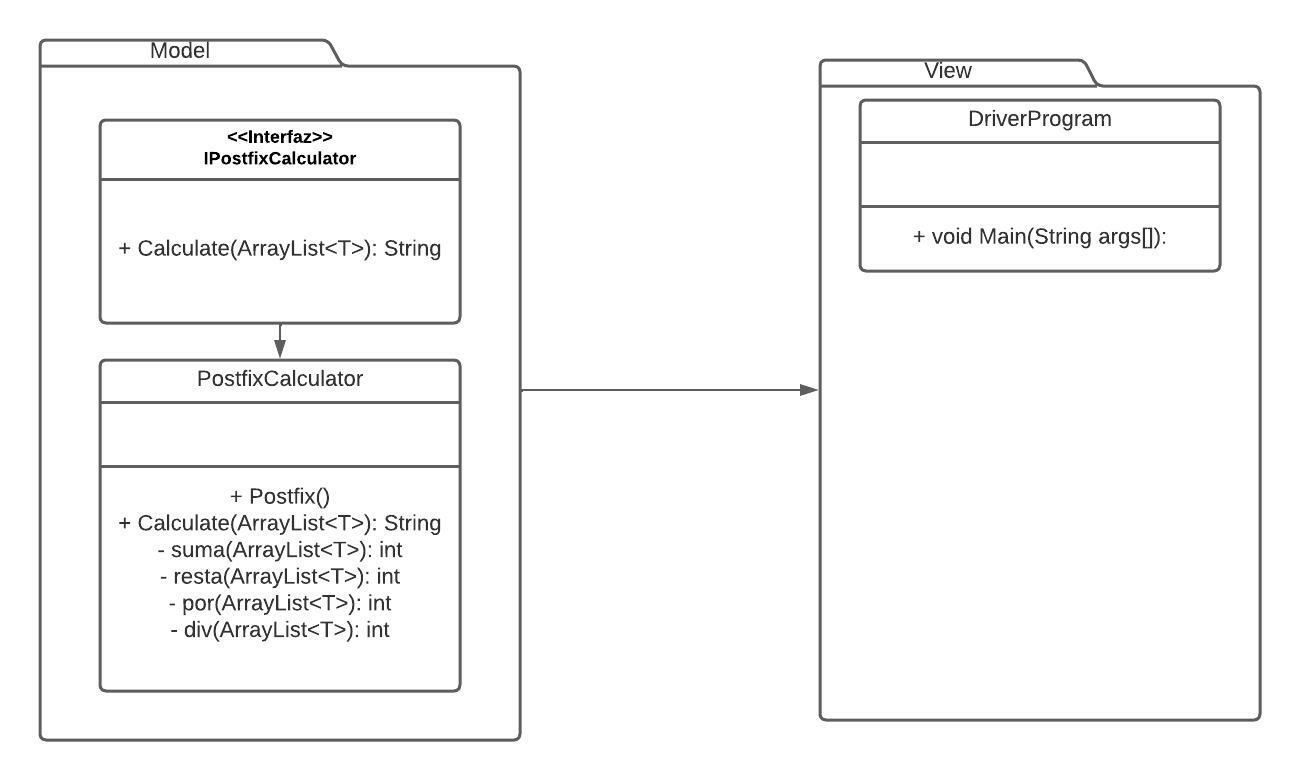 Model
<<Interfaz>>
IPostfixCalculator
+ Calculate(ArrayList<T>): String
PostfixCalculator
+ Postfix()
+ Calculate(ArrayList<T>): String
- suma(ArrayList<T>): int
- resta(ArrayList<T>): int
- por(ArrayList<T>): int
- div(ArrayList<T>): int
View
DriverProgram
+ void Main(String args[]):